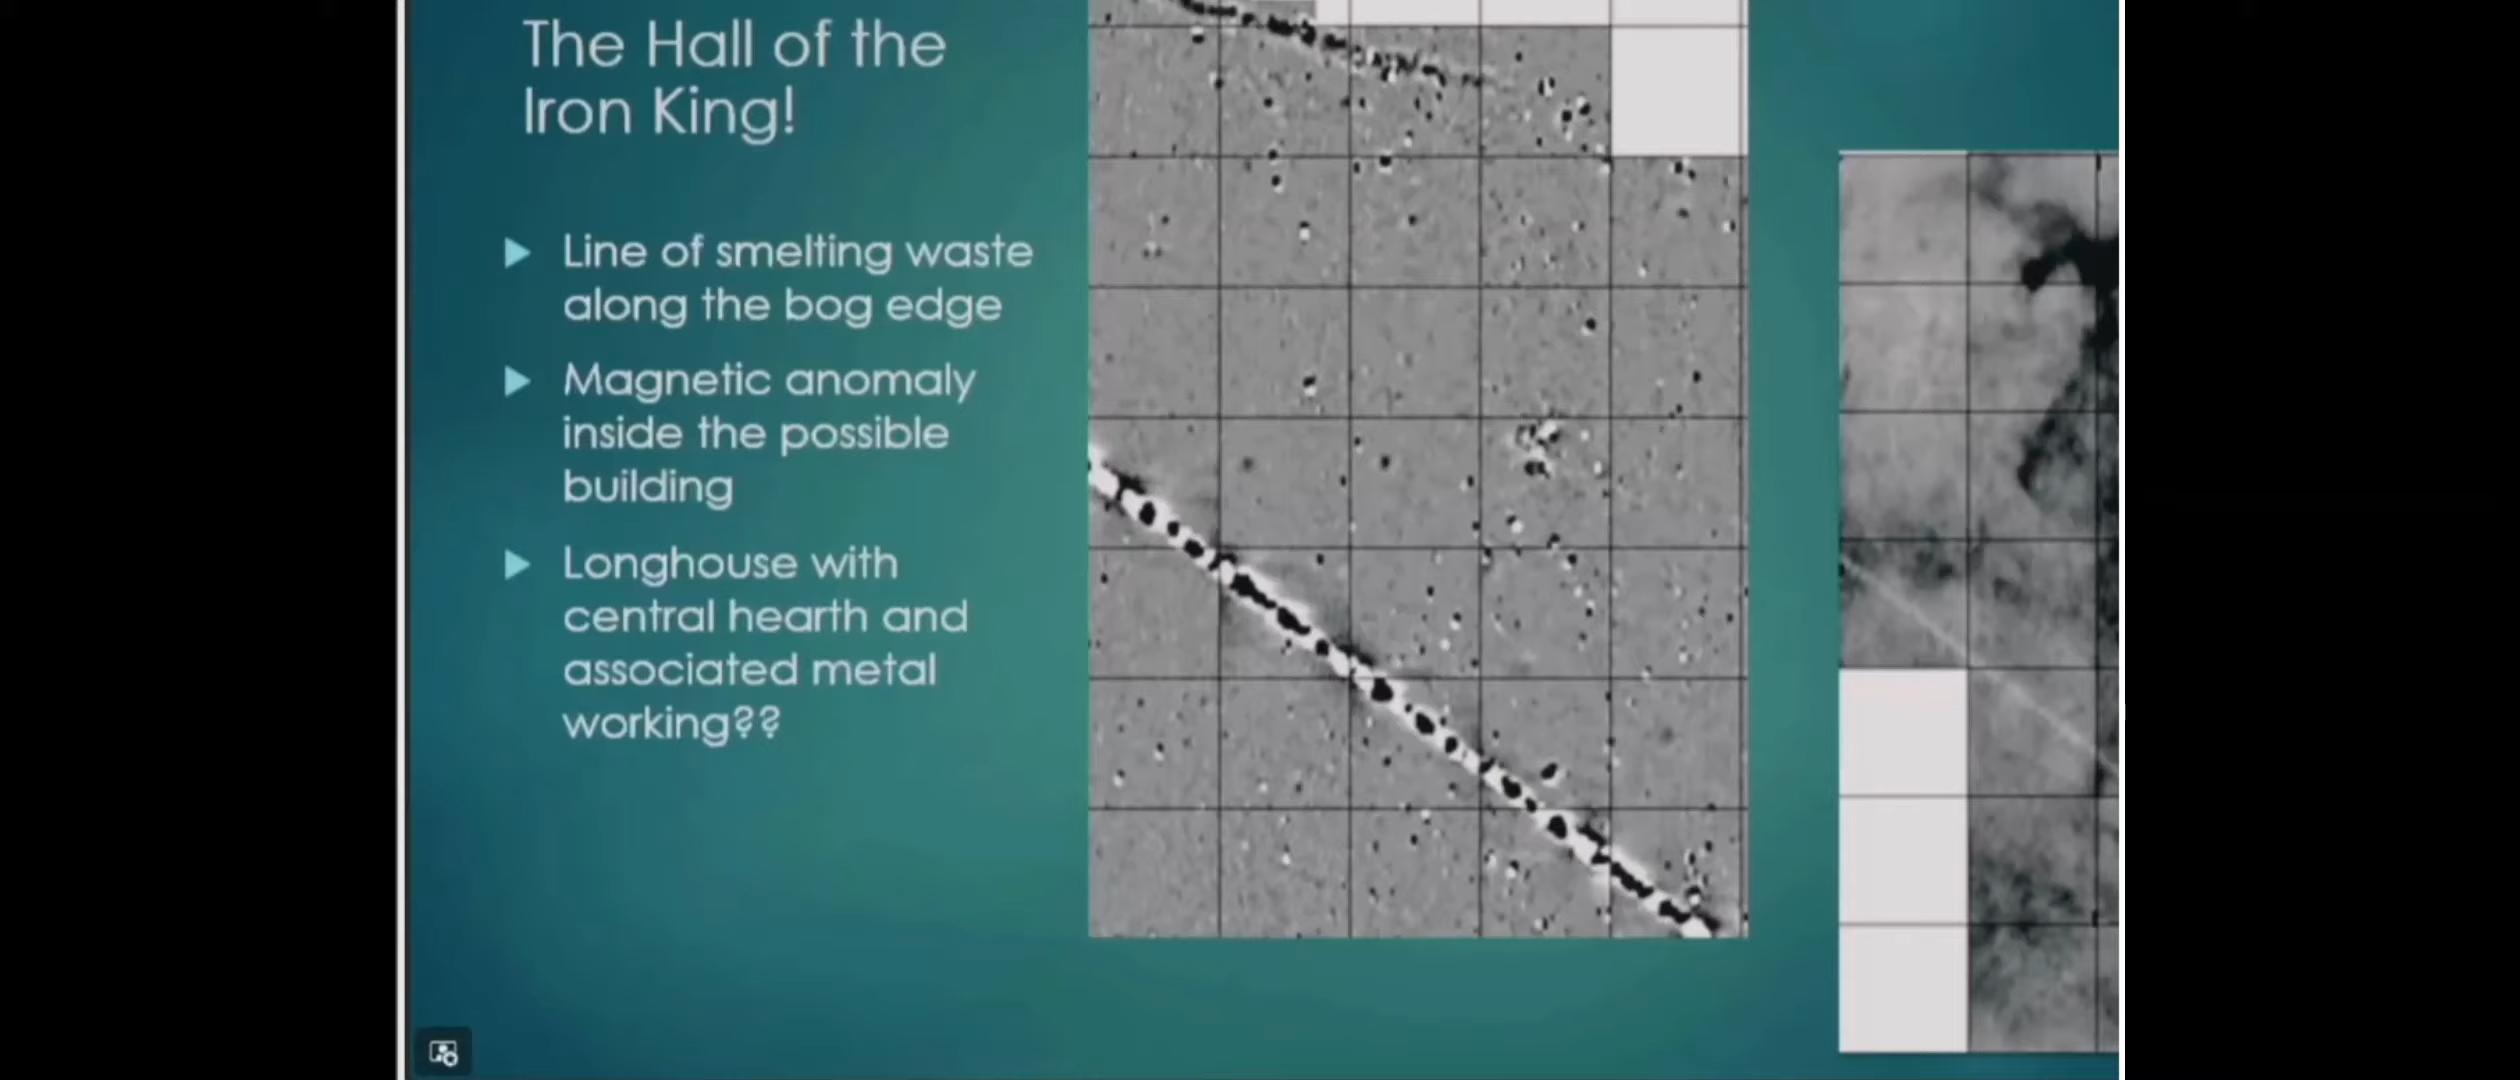 The Hall of the
Iron King!
Line of smelting waste
along the bog edge
Magnetic anomaly
inside the possible
building
Longhouse with
central hearth and
associated metal
working??